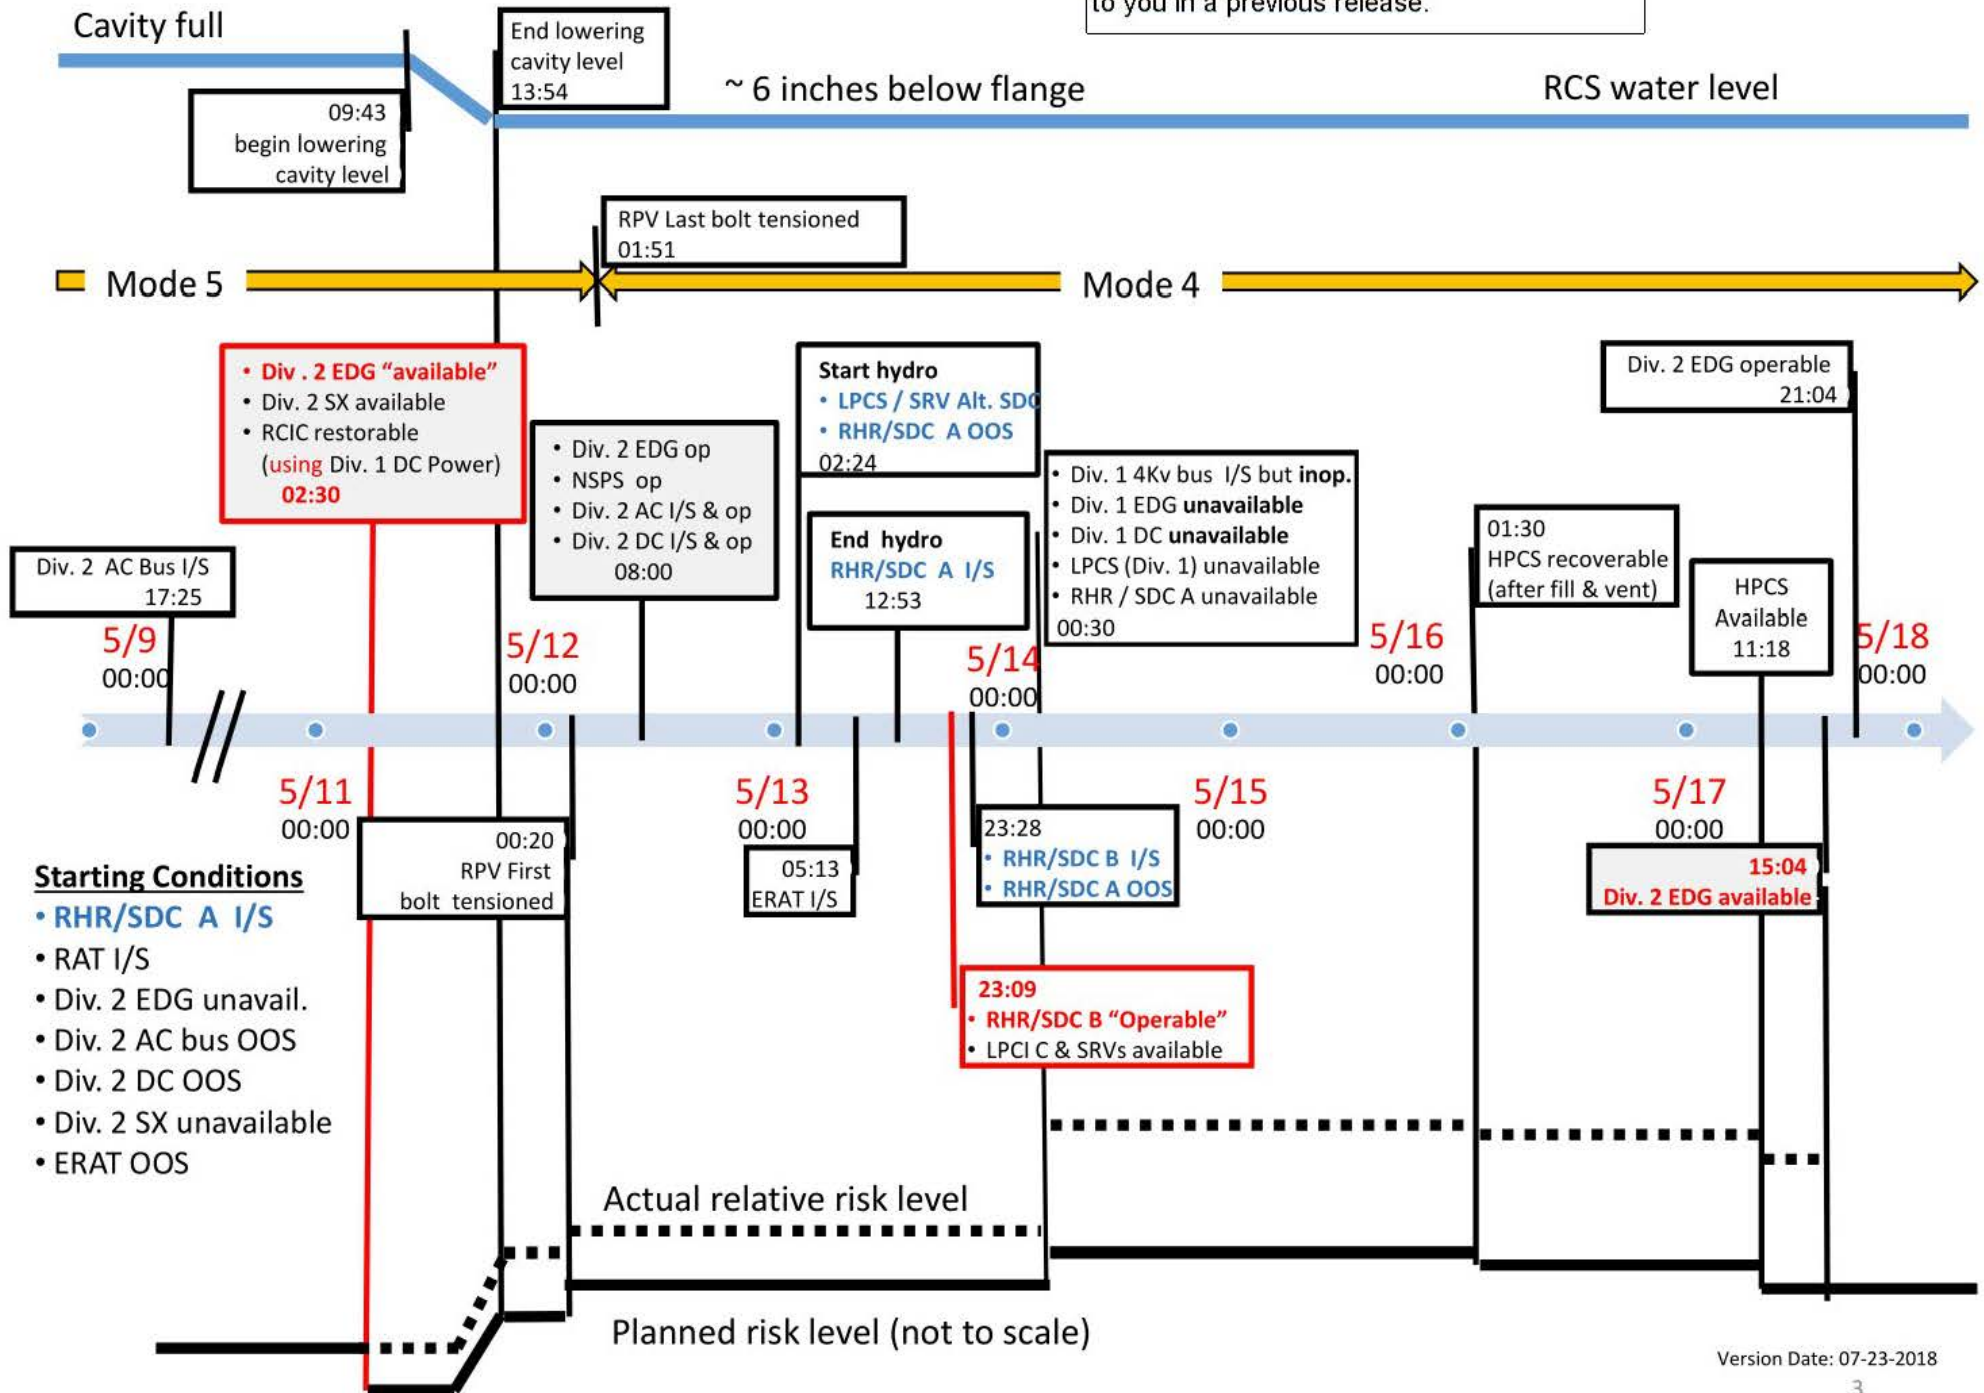 to you in a previous release.
Cavity full
End lowering
cavity level
13:54
~ 6 inches below flange
RCS water level
09:43
begin lowering
cavity level
RPV Last bolt tensioned
01:51
Mode 5
Mode 4
• Div . 2 EDG “available”
• Div. 2 SX available
• RCIC restorable
(using Div. 1 DC Power)
02:30
• Div. 2 EDG op
• NSPS op
• Div. 2 AC I/S & op
• Div. 2 DC I/S & op
08:00
Start hydro
• LPCS / SRV Alt. SDC
• RHR/SDC A OOS
02:24
End hydro
RHR/SDC A I/S
12:53
• Div. 1 4Kv bus I/S but inop.
• Div. 1 EDG unavailable
• Div. 1 DC unavailable
• LPCS (Div. 1) unavailable
• RHR / SDC A unavailable
00:30
Div. 2 EDG operable
21:04
01:30
HPCS recoverable
(after fill & vent)
HPCS
Available
11:18
Div. 2 AC Bus I/S
17:25
5/9
00:00
5/12
00:00
5/14
00:00
5/16
00:00
5/18
00:00
5/11
00:00
5/13
00:00
5/15
00:00
5/17
00:00
00:20
RPV First
bolt tensioned
05:13
ERAT I/S
23:28
• RHR/SDC B I/S
• RHR/SDC A OOS
15:04
Div. 2 EDG available
23:09
• RHR/SDC B “Operable”
• LPCI C & SRVs available
Starting Conditions
• RHR/SDC A I/S
• RAT I/S
• Div. 2 EDG unavail.
• Div. 2 AC bus OOS
• Div. 2 DC OOS
• Div. 2 SX unavailable
• ERAT OOS
Actual relative risk level
Planned risk level (not to scale)
Version Date: 07-23-2018
3